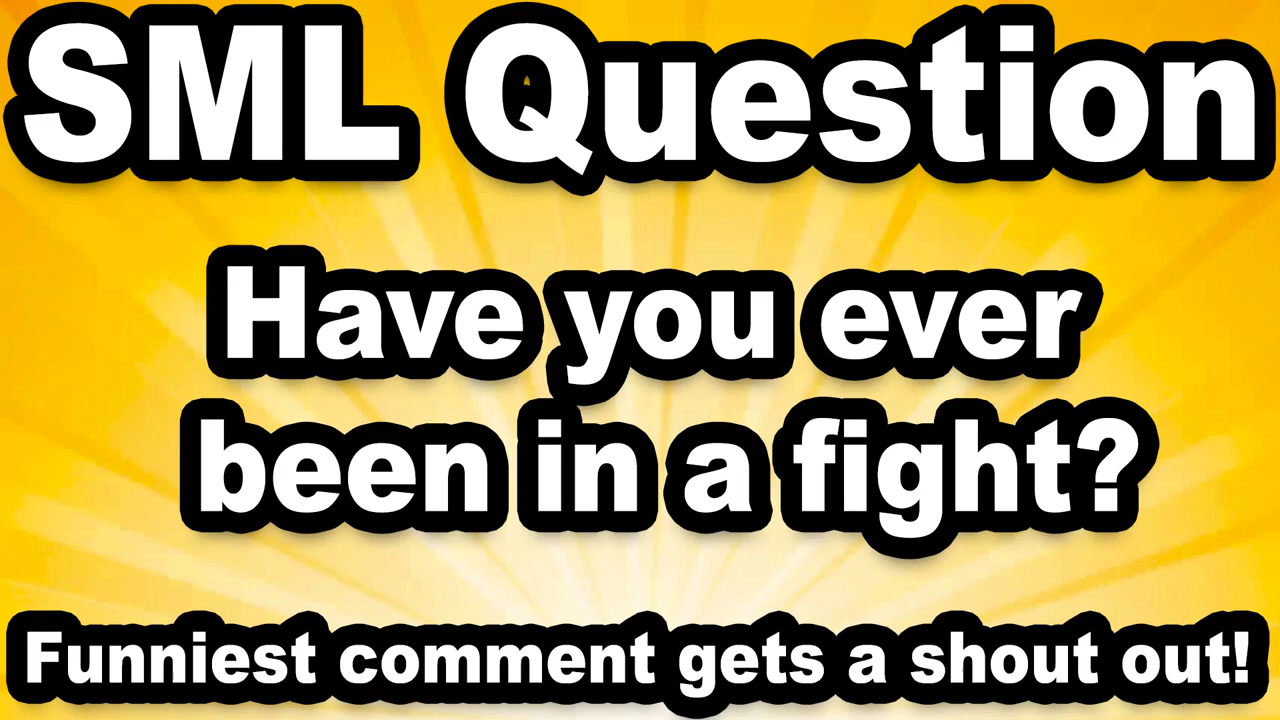 SML Question
Have you ever
been in a fight?
Funniest comment gets a shout out!